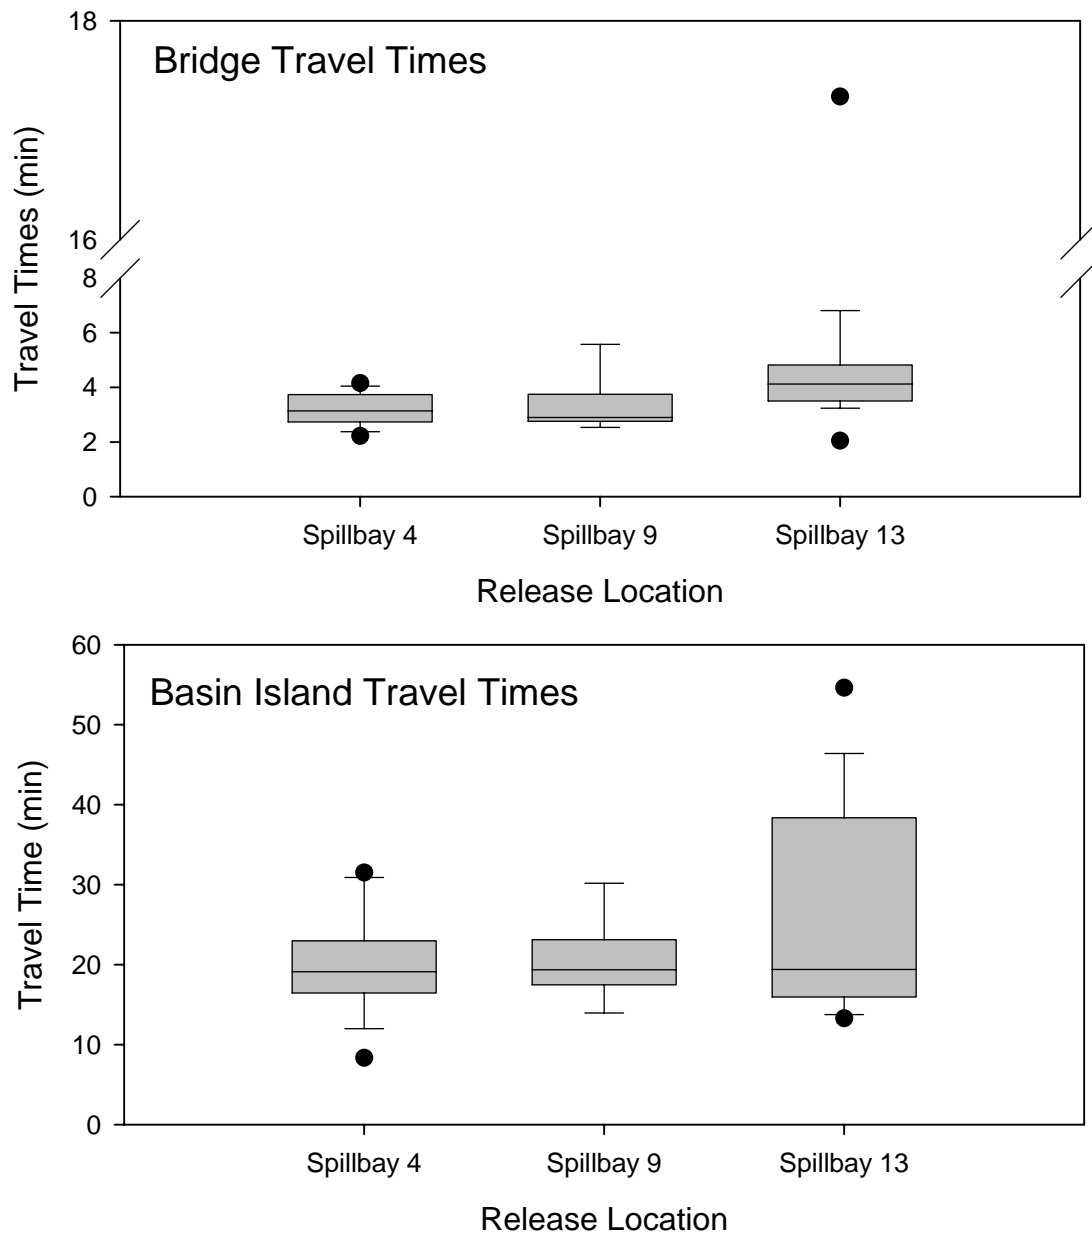 18
Bridge Travel Times
Travel Times (min)
16
8
6
4
2
0
Spillbay 4 Spillbay 9 Spillbay 13
Release Location
60
Basin Island Travel Times
50
Travel Time (min)
40
30
20
10
0
Spillbay 4 Spillbay 9 Spillbay 13
Release Location